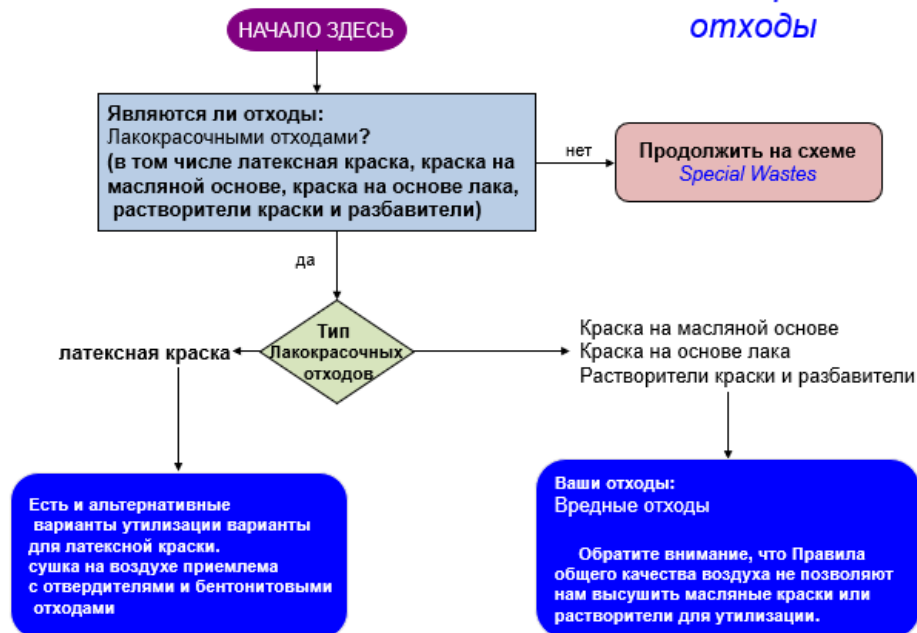 отходы
НАЧАЛО ЗДЕСЬ
Являются ли отходы:
Лакокрасочными отходами?
(в том числе латексная краска, краска на
масляной основе, краска на основе лака,
растворители краски и разбавители)
нет
Продолжить на схеме
Special Wastes
да
Тип
Лакокрасочных
отходов
латексная краска
Краска на масляной основе
Краска на основе лака
Растворители краски и разбавители
Есть и альтернативные
варианты утилизации варианты
для латексной краски.
сушка на воздухе приемлема
с отвердителями и бентонитовыми
отходами
Ваши отходы:
Вредные отходы
Обратите внимание, что Правила
общего качества воздуха не позволяют
нам высушить масляные краски или
растворители для утилизации.